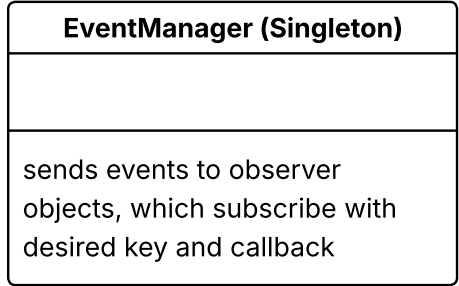 EventManager (Singleton)
sends events to observer
objects, which subscribe with
desired key and callback